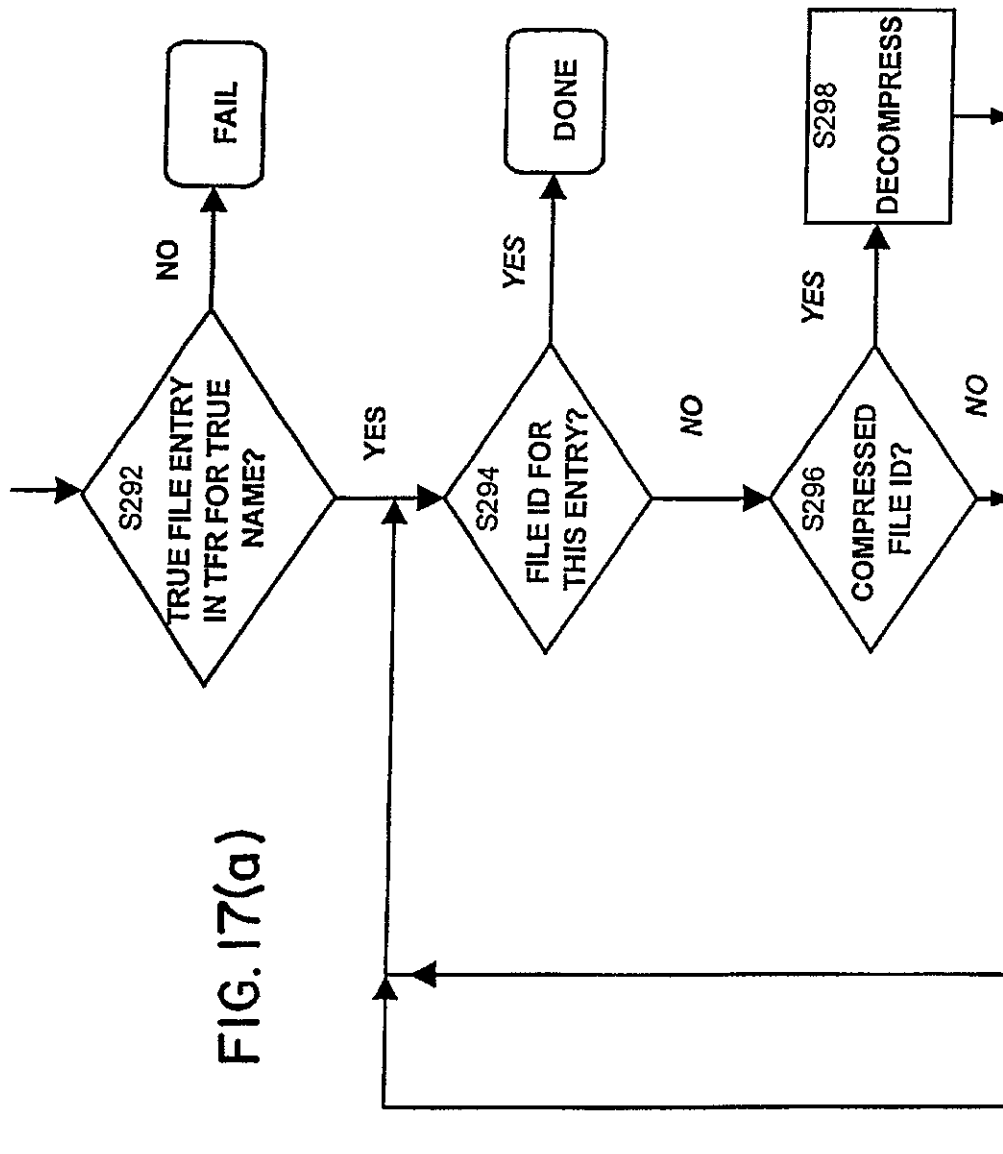 S292
TRUE FILE ENTRY
IN TFR FOR TRUE
NAME?
NO
FAIL
YES
FIG. 17(a)
S294
FILE ID FOR
THIS ENTRY?
YES
DONE
NO
S296
COMPRESSED
FILE ID?
YES
S298
DECOMPRESS
NO